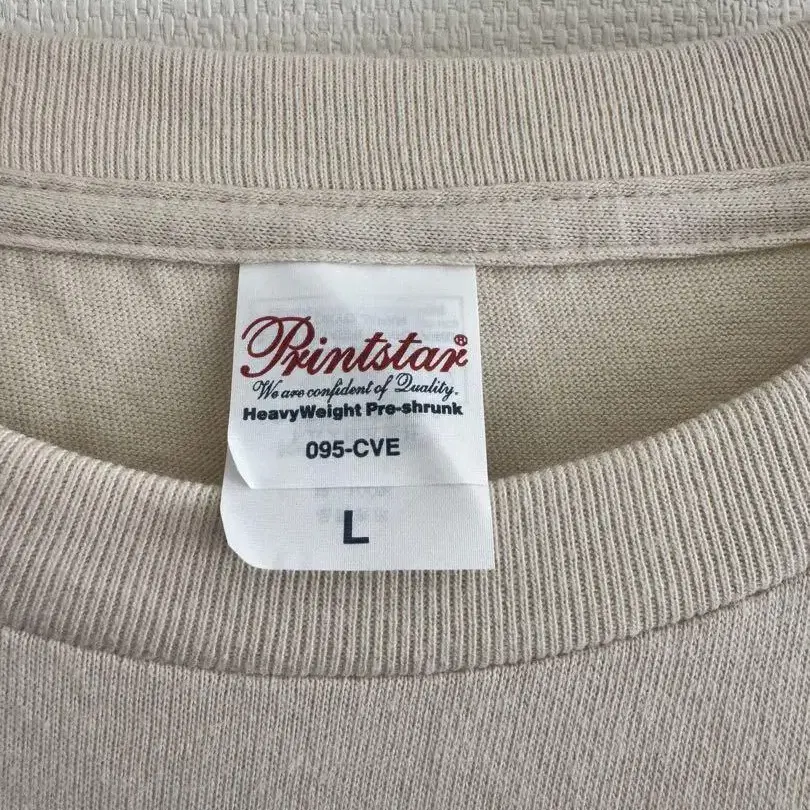 Printstar®
We are confident of Quality.
HeavyWeight Pre-shrunk
095-CVE
L